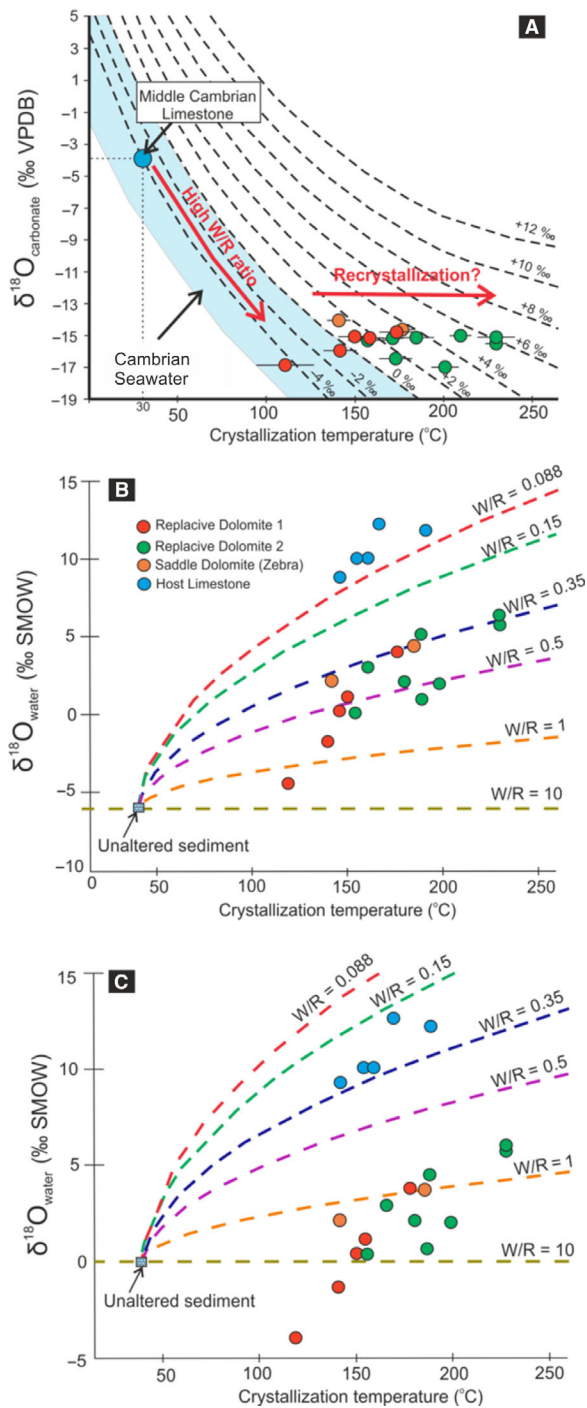 A
5
3
1
−1
−3
−5
−7
−9
−11
−13
−15
−17
−19
δ18Ocarbonate (‰ VPDB)
Middle Cambrian
Limestone
High W/R ratio
Recrystallization?
Cambrian
Seawater
+12 ‰
+10 ‰
+8 ‰
+6 ‰
+4 ‰
+2 ‰
0 ‰
−2 ‰
−4 ‰
30
50
100
150
200
250
Crystallization temperature (°C)
B
15
10
5
0
−5
−10
δ18Owater (‰ SMOW)
Replacive Dolomite 1
Replacive Dolomite 2
Saddle Dolomite (Zebra)
Host Limestone
W/R = 0.088
W/R = 0.15
W/R = 0.35
W/R = 0.5
W/R = 1
W/R = 10
Unaltered sediment
0
50
100
150
200
250
Crystallization temperature (°C)
C
15
10
5
0
−5
δ18Owater (‰ SMOW)
W/R = 0.088
W/R = 0.15
W/R = 0.35
W/R = 0.5
W/R = 1
W/R = 10
Unaltered sediment
50
100
150
200
250
Crystallization temperature (°C)